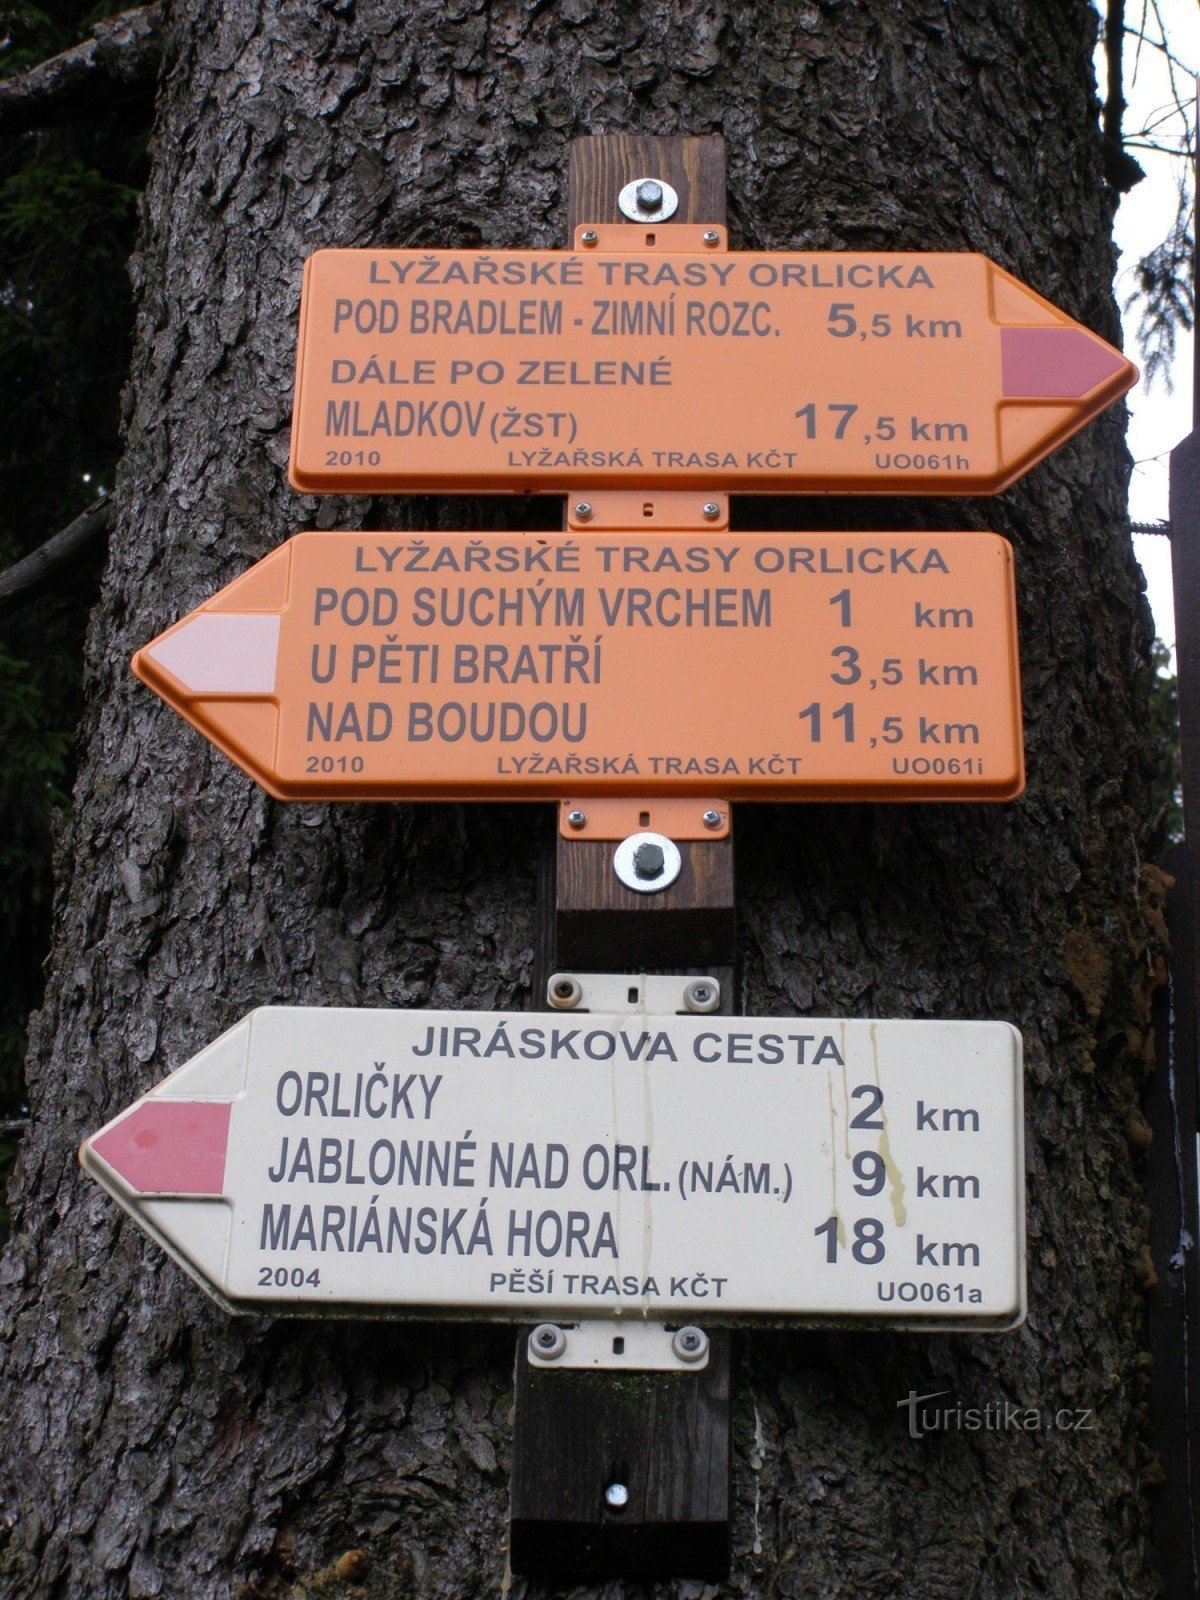 LYŽAŘSKÉ TRASY ORLICKA
POD BRADLEM - ZIMNÍ ROZC. 5,5 km
DÁLE PO ZELENÉ
MLADKOV (ŽST) 17,5 km
2010 LYŽAŘSKÁ TRASA KČT UO061h
LYŽAŘSKÉ TRASY ORLICKA
POD SUCHÝM VRCHEM 1 km
U PĚTI BRATŘÍ 3,5 km
NAD BOUDOU 11,5 km
2010 LYŽAŘSKÁ TRASA KČT UO061i
JIRÁSKOVA CESTA
ORLIČKY 2 km
JABLONNÉ NAD ORL. (NÁM.) 9 km
MARIÁNSKÁ HORA 18 km
2004 PĚŠÍ TRASA KČT UO061a
Turistika.cz